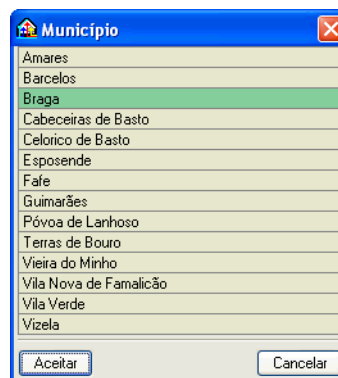 Município
Amares
Barcelos
Braga
Cabeceiras de Basto
Celorico de Basto
Esposende
Fafe
Guimarães
Póvoa de Lanhoso
Terras de Bouro
Vieira do Minho
Vila Nova de Famalicão
Vila Verde
Vizela
Aceitar Cancelar